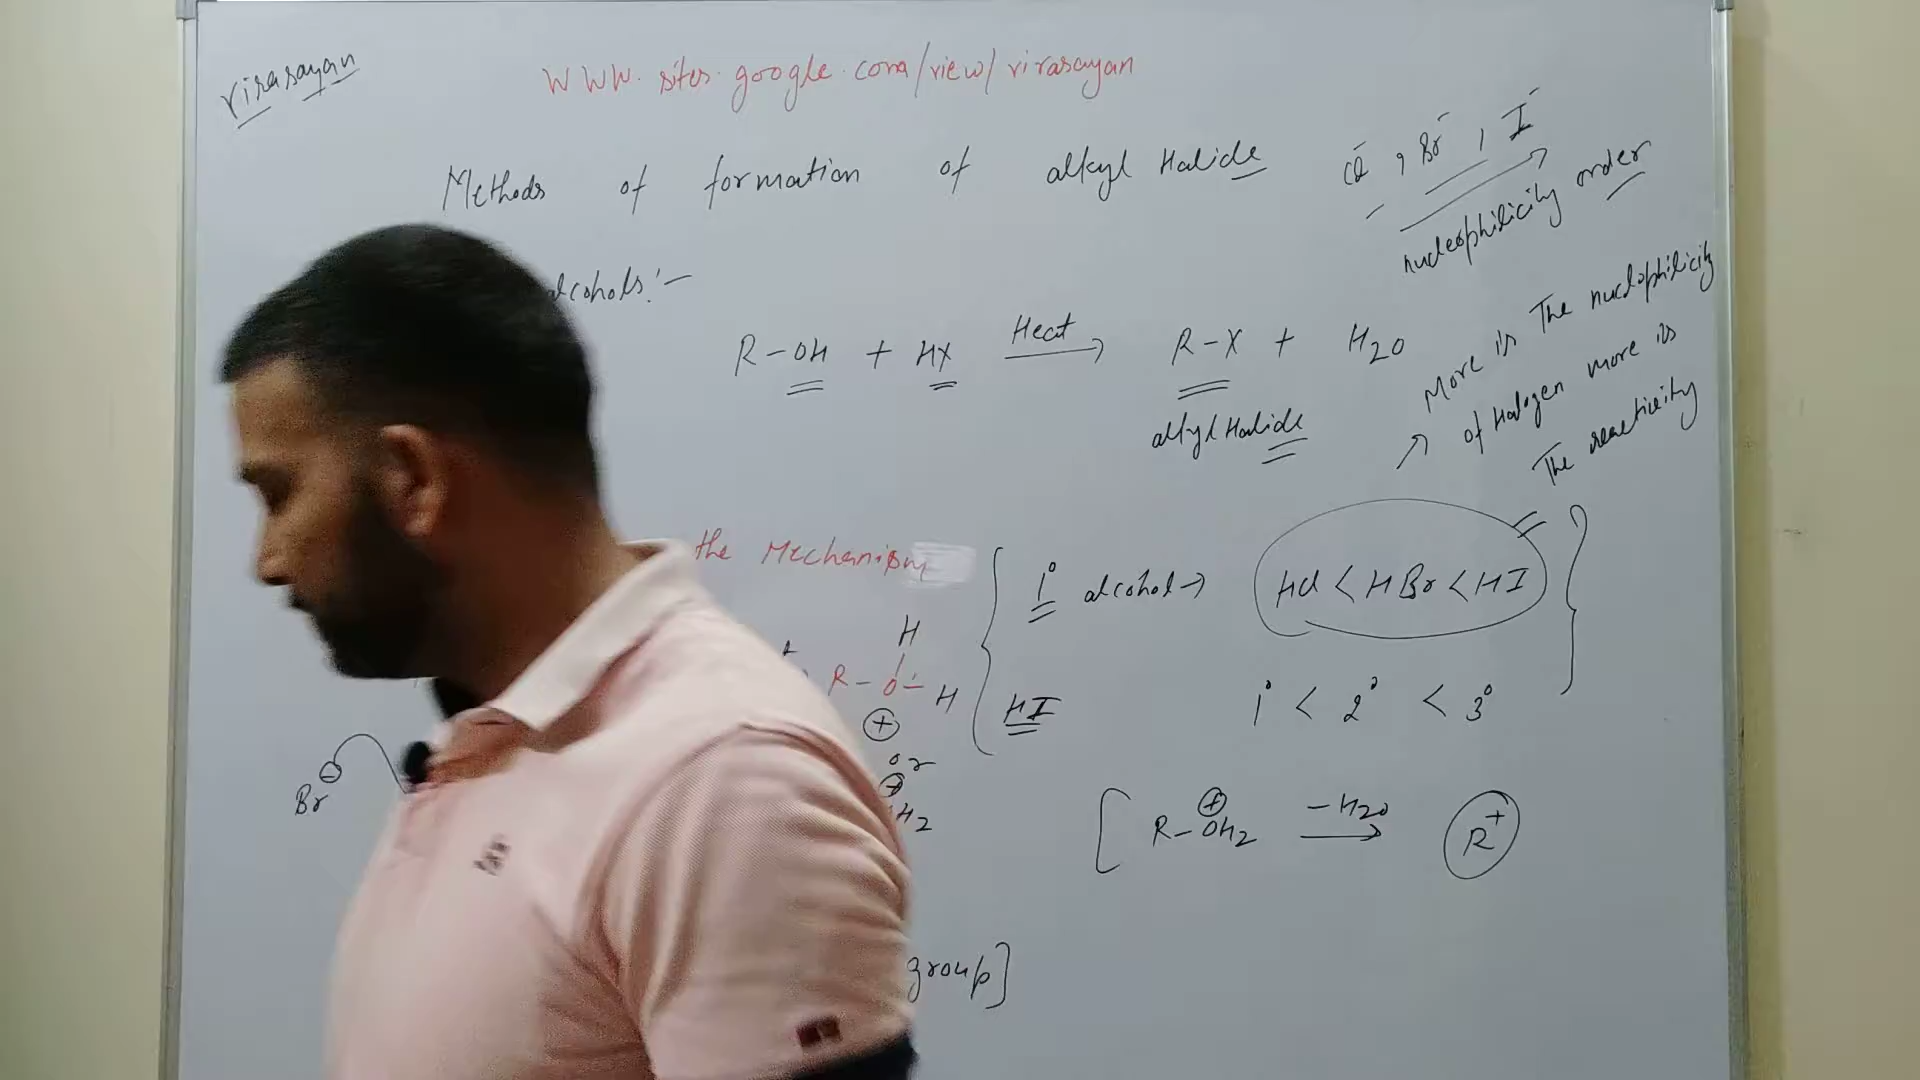 virasayan
WWW.sites.google.com/view/virasayan
Methods of formation of alkyl Halide
Cl⁻, Br⁻, I⁻
nucleophilicity order
alcohols:-
R-OH + HX Heat → R-X + H2O
alkyl Halide
More is The nucleophilicity
of Halogen more is
The reactivity
the Mechanism
1° alcohol → HCl < HBr < HI
H
R-O-H
+
HI
1° < 2° < 3°
or
+
H2
Br⁻
[ R-OH2 + -H2O → R+
group]